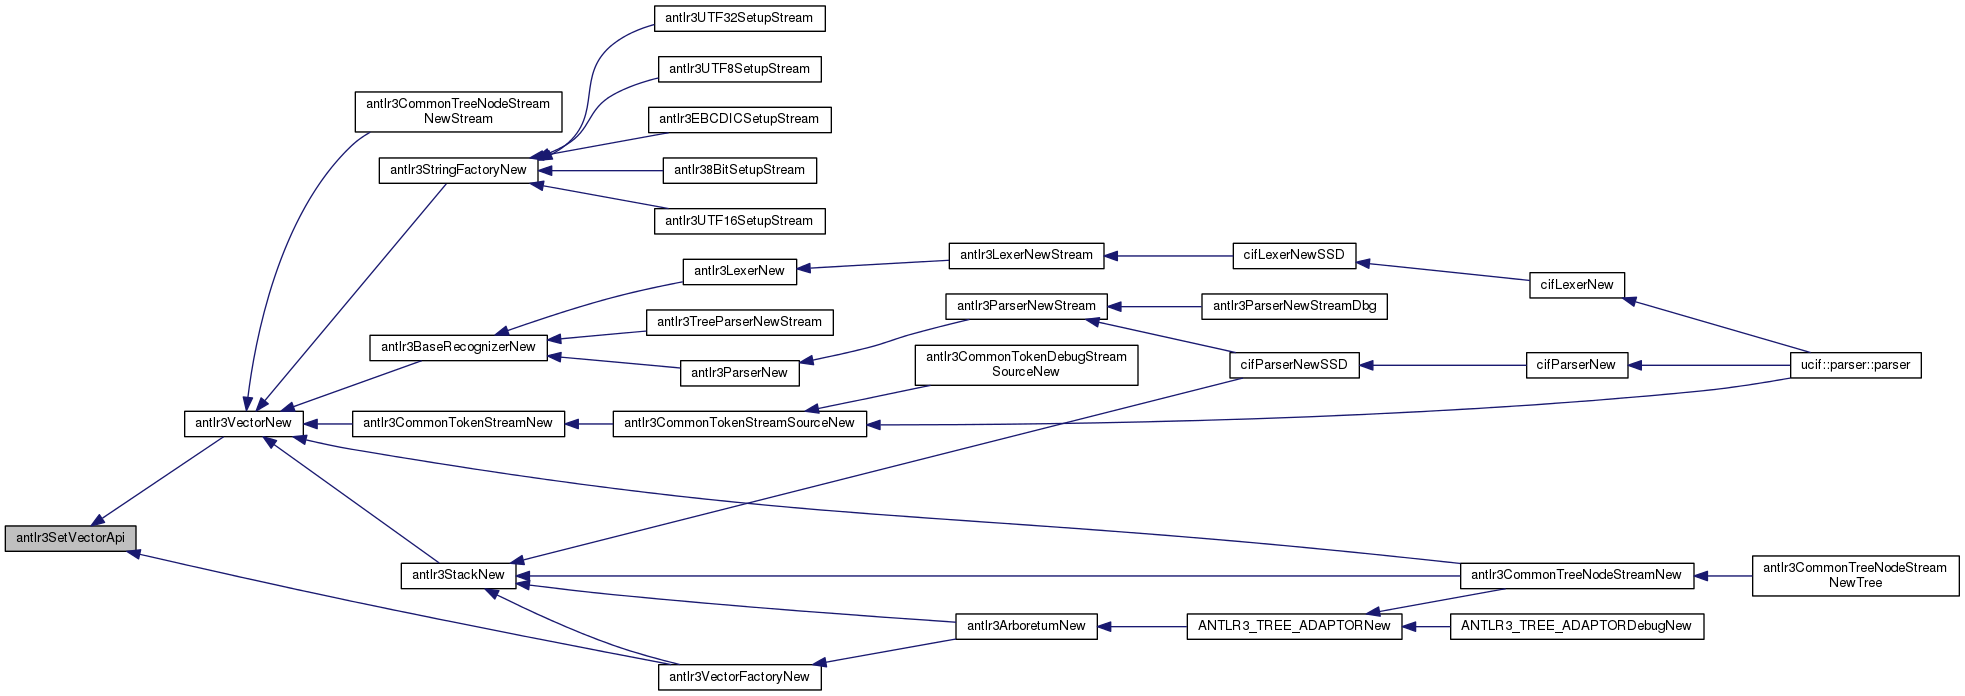 antlr3UTF32SetupStream
antlr3UTF8SetupStream
antlr3CommonTreeNodeStream
NewStream
antlr3EBCDICSetupStream
antlr3StringFactoryNew
antlr38BitSetupStream
antlr3UTF16SetupStream
antlr3LexerNew
antlr3LexerNewStream
cifLexerNewSSD
cifLexerNew
antlr3TreeParserNewStream
antlr3ParserNewStream
antlr3ParserNewStreamDbg
antlr3BaseRecognizerNew
antlr3ParserNew
antlr3CommonTokenDebugStream
SourceNew
cifParserNewSSD
cifParserNew
ucif::parser::parser
antlr3VectorNew
antlr3CommonTokenStreamNew
antlr3CommonTokenStreamSourceNew
antlr3SetVectorApi
antlr3StackNew
antlr3CommonTreeNodeStreamNew
antlr3CommonTreeNodeStream
NewTree
antlr3ArboretumNew
ANTLR3_TREE_ADAPTORNew
ANTLR3_TREE_ADAPTORDebugNew
antlr3VectorFactoryNew